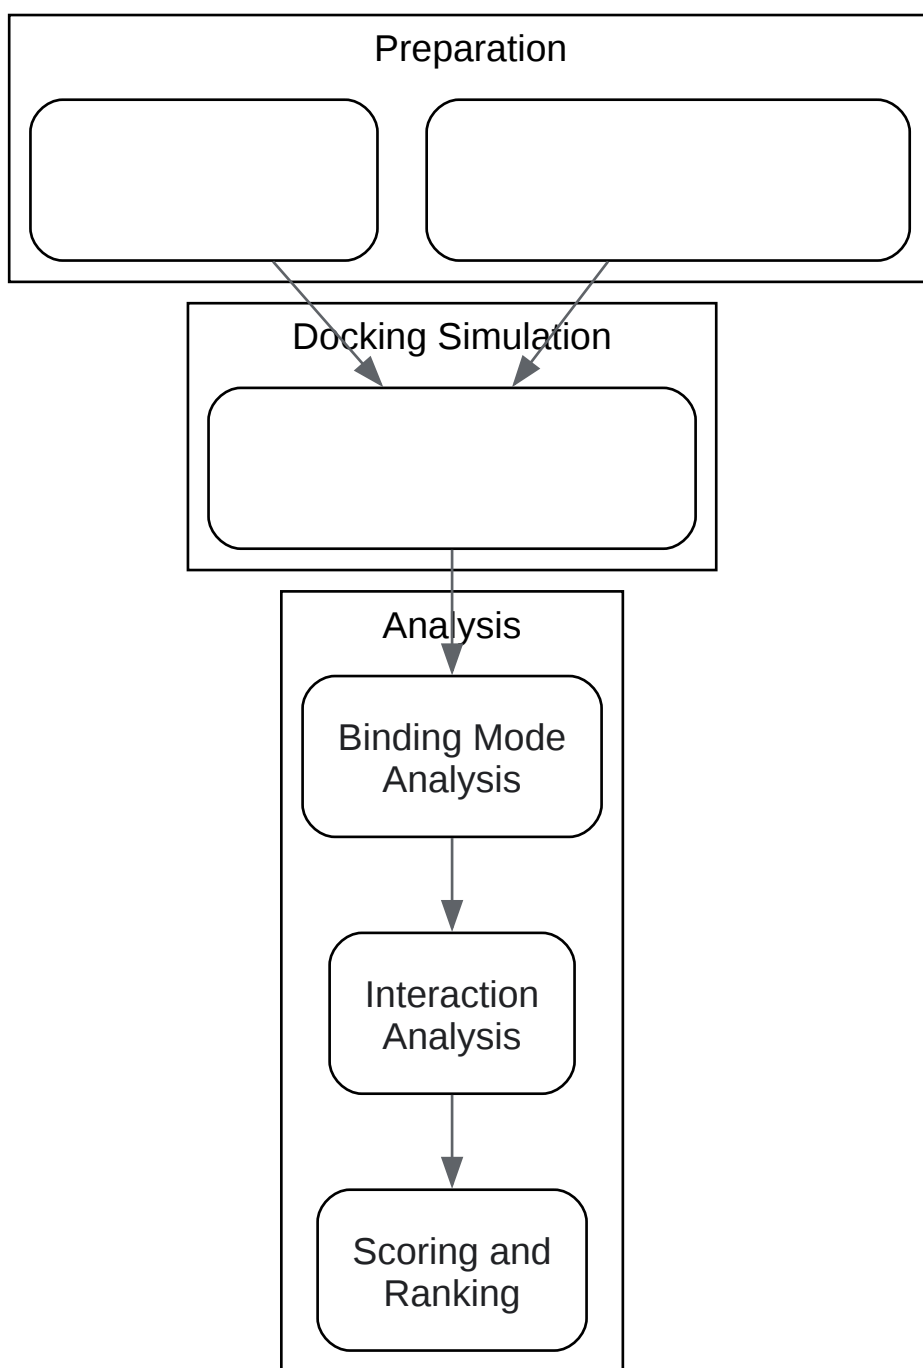 Preparation
Docking Simulation
Analysis
Binding Mode
Analysis
Interaction
Analysis
Scoring and
Ranking